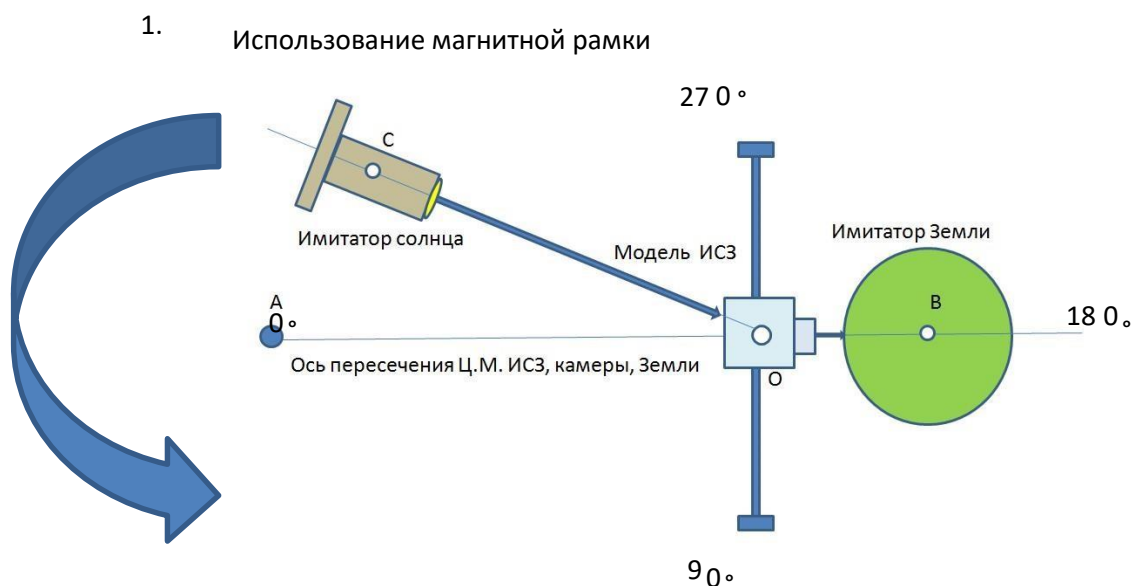 1. Использование магнитной рамки
27 0 °
С
Имитатор солнца
Модель ИСЗ
Имитатор Земли
А
0°
В
18 0 °
Ось пересечения Ц.М. ИСЗ, камеры, Земли
О
9 0 °